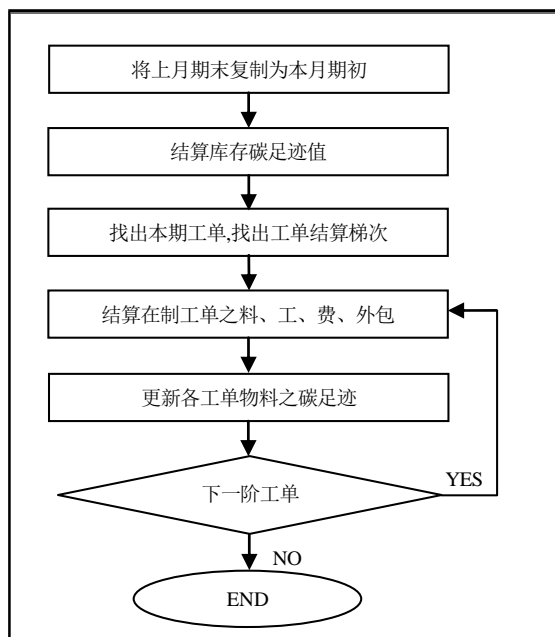 将上月期末复制为本月期初
结算库存碳足迹值
找出本期工单,找出工单结算梯次
结算在制工单之料、工、费、外包
更新各工单物料之碳足迹
下一阶工单
YES
NO
END